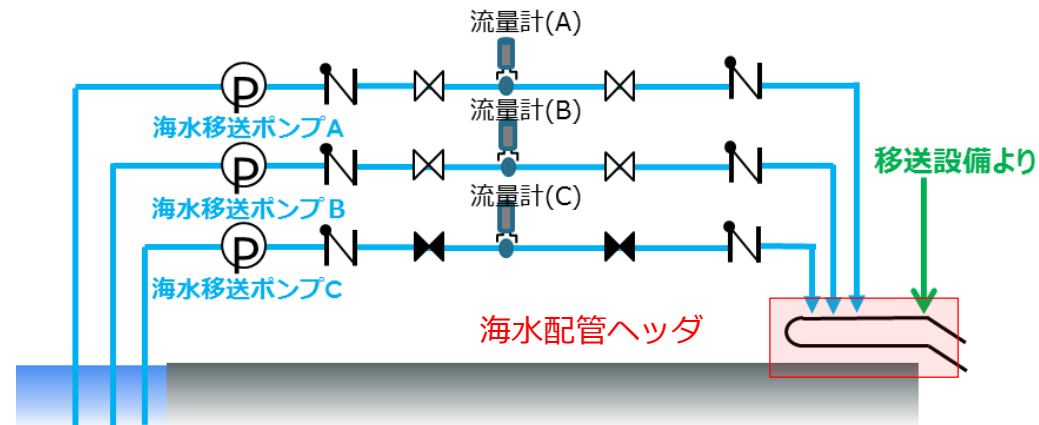 流量計(A)
P
海水移送ポンプA
流量計(B)
P
移送設備より
海水移送ポンプB
流量計(C)
P
海水移送ポンプC
海水配管ヘッダ